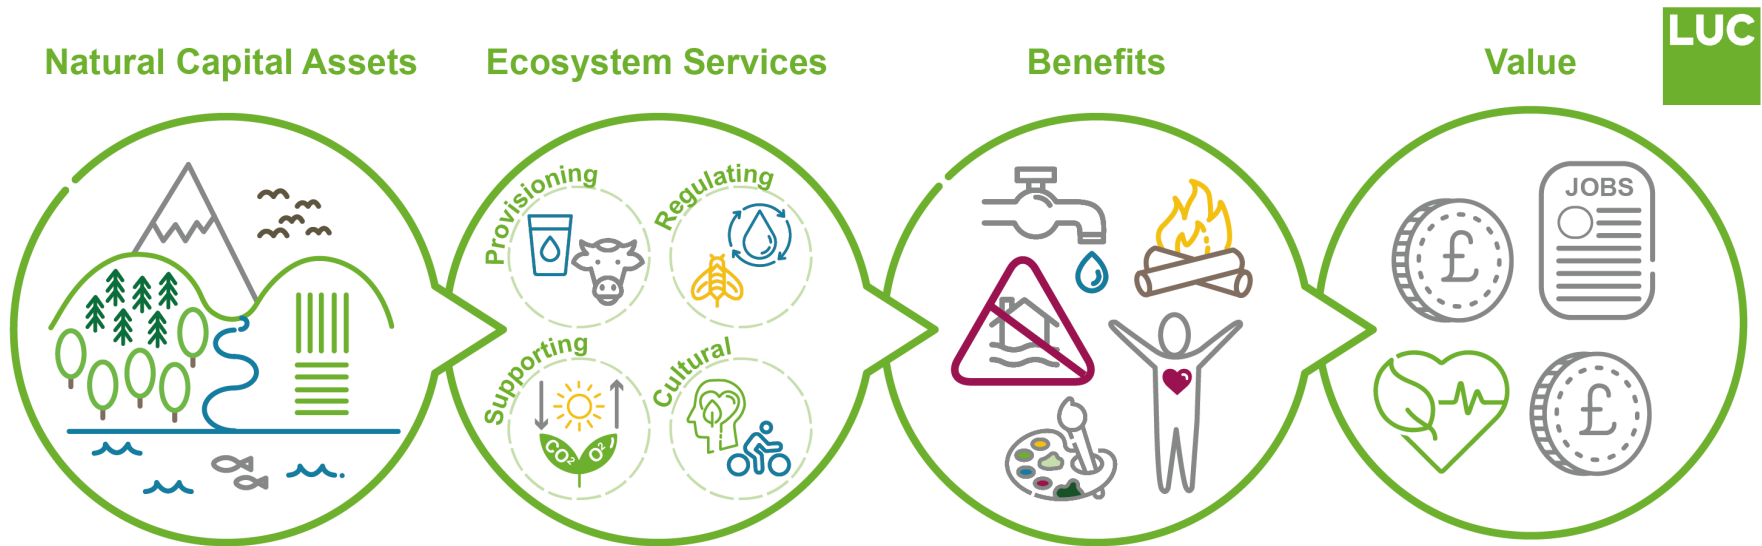 Natural Capital Assets
Ecosystem Services
Benefits
Value
LUC
Provisioning
Regulating
Supporting
CO²
O²
Cultural
JOBS
£
£